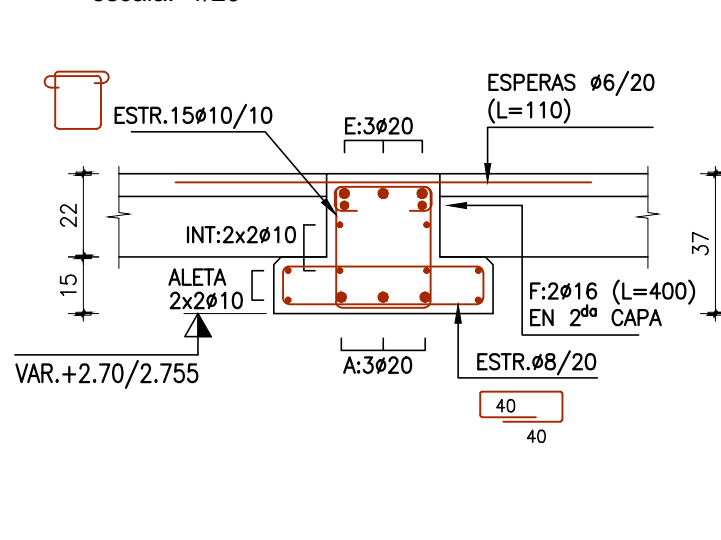 ESPERAS ø6/20
(L=110)
ESTR.15ø10/10
E:3ø20
22
INT:2x2ø10
37
15
ALETA
2x2ø10
F:2ø16 (L=400)
EN 2da CAPA
A:3ø20
ESTR.ø8/20
VAR.+2.70/2.755
40
40